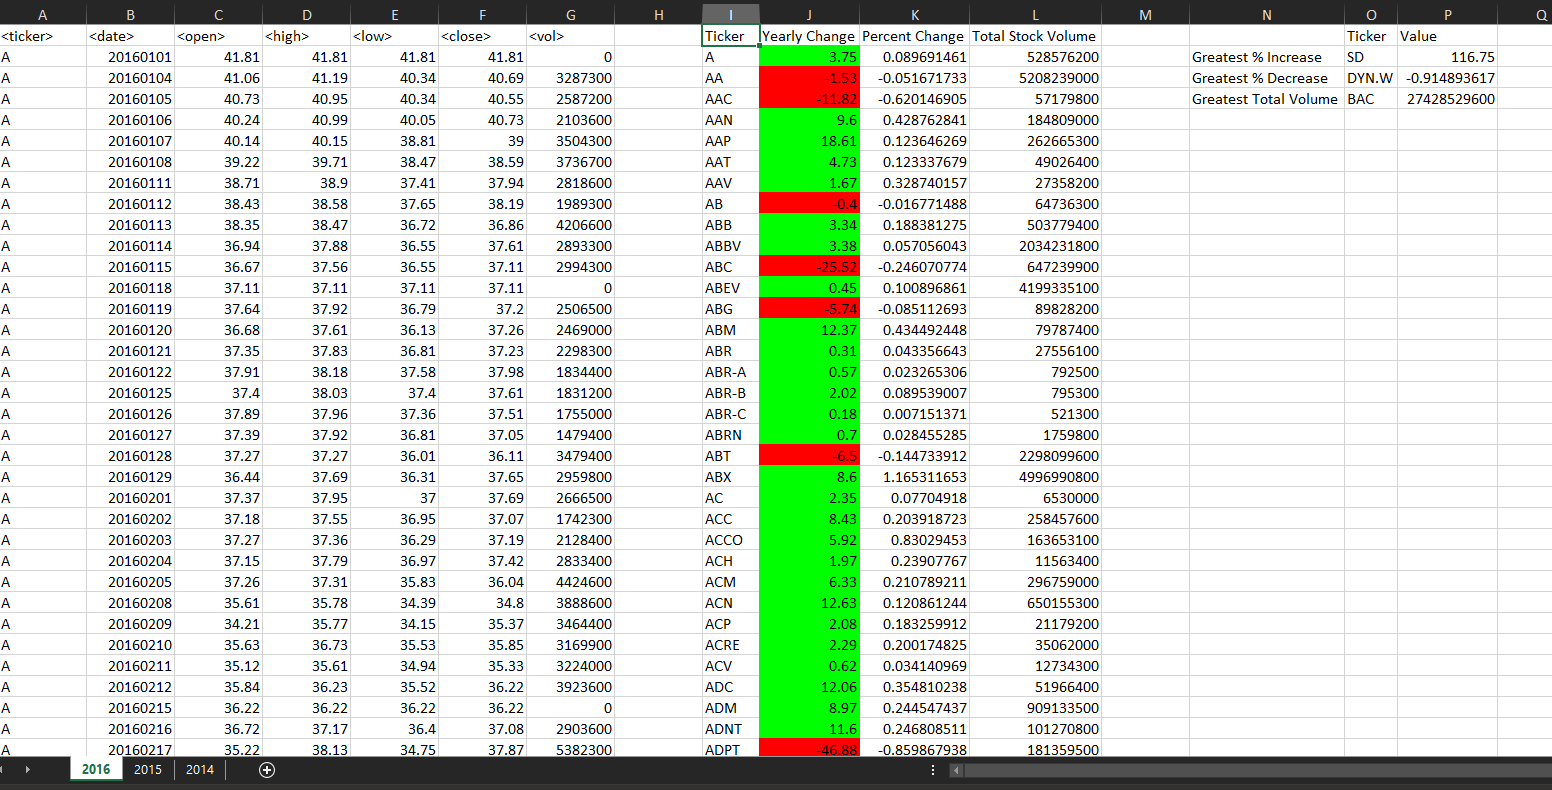 A B C D E F G H I J K L M N O P Q
<ticker> <date> <open> <high> <low> <close> <vol> Ticker Yearly Change Percent Change Total Stock Volume Ticker Value
A 20160101 41.81 41.81 41.81 41.81 0 A 3.75 0.089691461 528576200 Greatest % Increase SD 116.75
A 20160104 41.06 41.19 40.34 40.69 3287300 AA -1.53 -0.051671733 5208239000 Greatest % Decrease DYN.W -0.914893617
A 20160105 40.73 40.95 40.34 40.55 2587200 AAC -11.82 -0.620146905 57179800 Greatest Total Volume BAC 27428529600
A 20160106 40.24 40.99 40.05 40.73 2103600 AAN 9.6 0.428762841 184809000
A 20160107 40.14 40.15 38.81 39 3504300 AAP 18.61 0.123646269 262665300
A 20160108 39.22 39.71 38.47 38.59 3736700 AAT 4.73 0.123337679 49026400
A 20160111 38.71 38.9 37.41 37.94 2818600 AAV 1.67 0.328740157 27358200
A 20160112 38.43 38.58 37.65 38.19 1989300 AB -0.4 -0.016771488 64736300
A 20160113 38.35 38.47 36.72 36.86 4206600 ABB 3.34 0.188381275 503779400
A 20160114 36.94 37.88 36.55 37.61 2893300 ABBV 3.38 0.057056043 2034231800
A 20160115 36.67 37.56 36.55 37.11 2994300 ABC -25.52 -0.246070774 647239900
A 20160118 37.11 37.11 37.11 37.11 0 ABEV 0.45 0.100896861 4199335100
A 20160119 37.64 37.92 36.79 37.2 2506500 ABG -5.74 -0.085112693 89828200
A 20160120 36.68 37.61 36.13 37.26 2469000 ABM 12.37 0.434492448 79787400
A 20160121 37.35 37.83 36.81 37.23 2298300 ABR 0.31 0.043356643 27556100
A 20160122 37.91 38.18 37.58 37.98 1834400 ABR-A 0.57 0.023265306 792500
A 20160125 37.4 38.03 37.4 37.61 1831200 ABR-B 2.02 0.089539007 795300
A 20160126 37.89 37.96 37.36 37.51 1755000 ABR-C 0.18 0.007151371 521300
A 20160127 37.39 37.92 36.81 37.05 1479400 ABRN 0.7 0.028455285 1759800
A 20160128 37.27 37.27 36.01 36.11 3479400 ABT -6.5 -0.144733912 2298099600
A 20160129 36.44 37.69 36.31 37.65 2959800 ABX 8.6 1.165311653 4996990800
A 20160201 37.37 37.95 37 37.69 2666500 AC 2.35 0.07704918 6530000
A 20160202 37.18 37.55 36.95 37.07 1742300 ACC 8.43 0.203918723 258457600
A 20160203 37.27 37.36 36.29 37.19 2128400 ACCO 5.92 0.83029453 163653100
A 20160204 37.15 37.79 36.97 37.42 2833400 ACH 1.97 0.23907767 11563400
A 20160205 37.26 37.31 35.83 36.04 4424600 ACM 6.33 0.210789211 296759000
A 20160208 35.61 35.78 34.39 34.8 3888600 ACN 12.63 0.120861244 650155300
A 20160209 34.21 35.77 34.15 35.37 3464400 ACP 2.08 0.183259912 21179200
A 20160210 35.63 36.73 35.53 35.85 3169900 ACRE 2.29 0.200174825 35062000
A 20160211 35.12 35.61 34.94 35.33 3224000 ACV 0.62 0.034140969 12734300
A 20160212 35.84 36.23 35.52 36.22 3923600 ADC 12.06 0.354810238 51966400
A 20160215 36.22 36.22 36.22 36.22 0 ADM 8.97 0.244547437 909133500
A 20160216 36.72 37.17 36.4 37.08 2903600 ADNT 11.6 0.246808511 101270800
A 20160217 35.22 38.13 34.75 37.87 5382300 ADPT -46.88 -0.859867938 181359500
2016 2015 2014